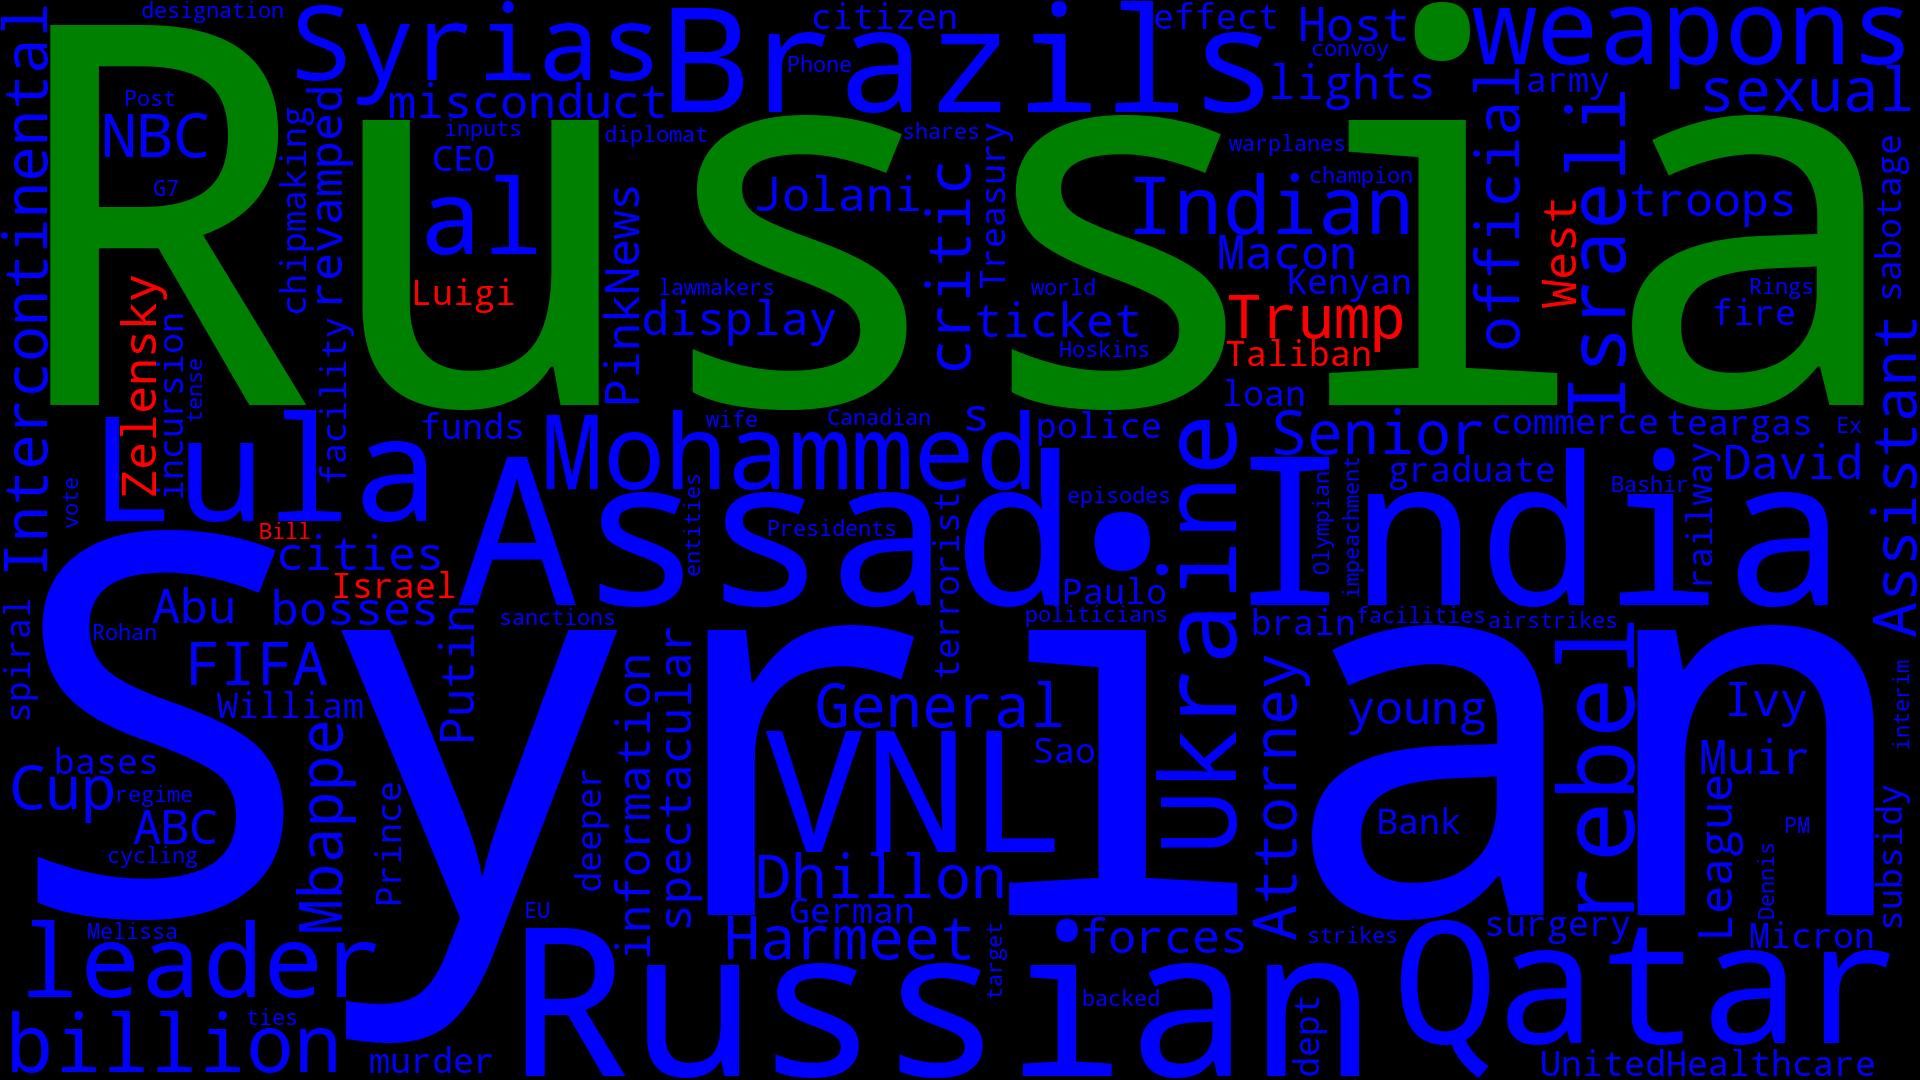 designation
Intercontinental
Russia
Syrias
Brazils
citizen
effect
Host
weapons
convoy
Phone
misconduct
lights
army
sexual
Post
NBC
G7
chipmaking
revamped
inputs
CEO
al
Luigi
diplomat
shares
warplanes
official
Israeli
sabotage
Jolani
critic
Treasury
Indian
champion
West
troops
PinkNews
Macon
Kenyan
lawmakers
display
world
ticket
Hoskins
Trump
Taliban
Rings
fire
Zelensky
incursion
tense
facility
loan
Assistant
Lula
funds
Mohammed
wife
Canadian
s
police
Senior
commerce
teargas
Ex
vote
Assad
entities
Presidents
terrorist
episodes
Ukraine
India
graduate
Olympian
impeachment
Bashir
railway
David
Bill
cities
Israel
Abu
bosses
Putin
sanctions
Paulo
politicians
brain
facilities
airstrikes
spiral
Rohan
Syrian
FIFA
William
information
spectacular
General
VNL
Sao
Attorney
young
rebel
Ivy
interim
Muir
bases
Cup
regime
ABC
cycling
Mbappe
Prince
deeper
Bank
League
PM
Dennis
subsidy
Dhillon
EU
German
Harmeet
target
forces
strikes
surgery
Micron
Melissa
leader
Russian
backed
dept
Qatar
ties
billion
murder
UnitedHealthcare